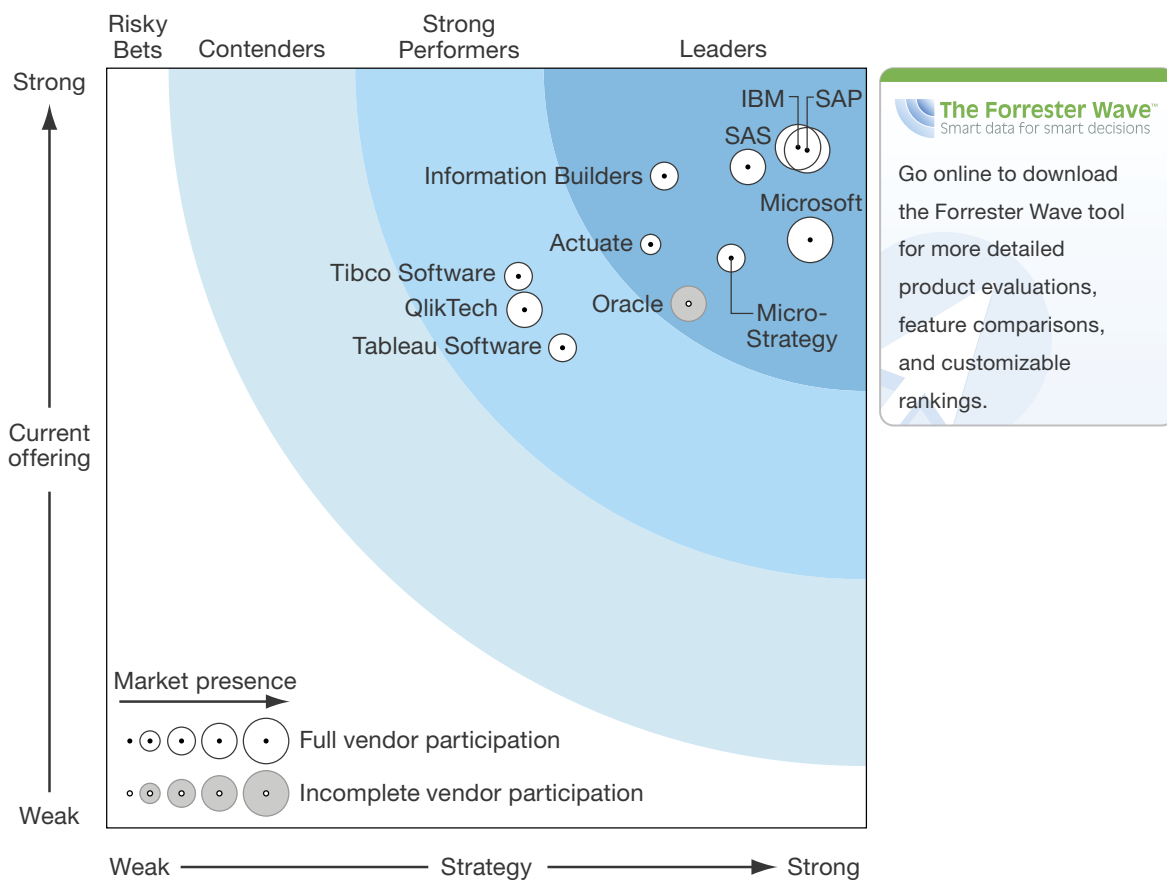 Risky
Bets
Contenders
Strong
Performers
Leaders
Strong
Current
offering
Weak
IBM
SAP
SAS
Information Builders
Microsoft
Actuate
Tibco Software
QlikTech
Oracle
Micro-
Strategy
Tableau Software
Market presence
Full vendor participation
Incomplete vendor participation
Weak
Strategy
Strong
The Forrester Wave™
Smart data for smart decisions
Go online to download
the Forrester Wave tool
for more detailed
product evaluations,
feature comparisons,
and customizable
rankings.